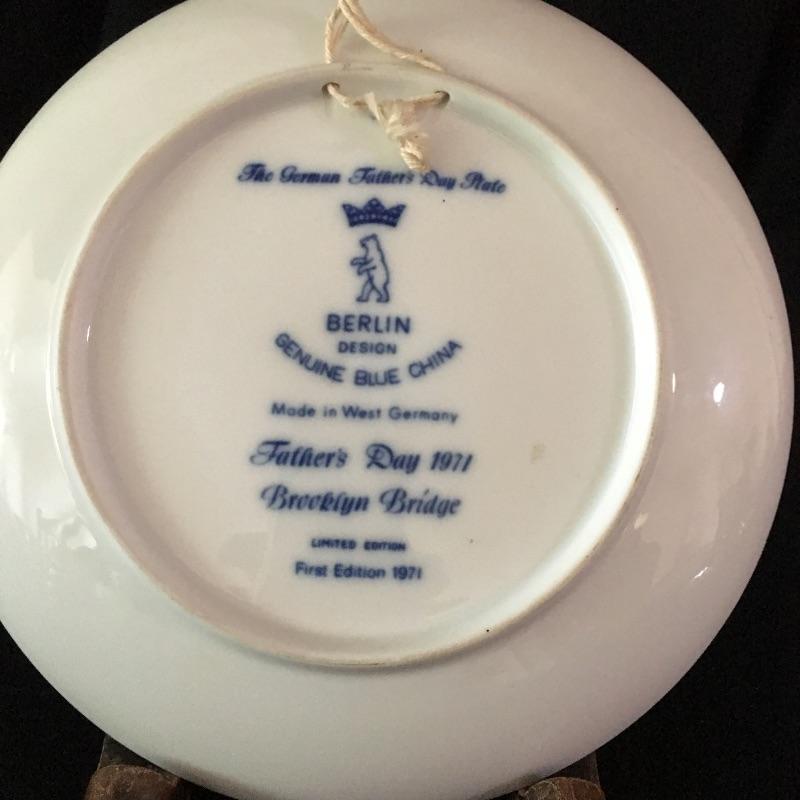 The German Father's Day Plate
BERLIN
DESIGN
GENUINE BLUE CHINA
Made in West Germany
Father's Day 1971
Brooklyn Bridge
LIMITED EDITION
First Edition 1971